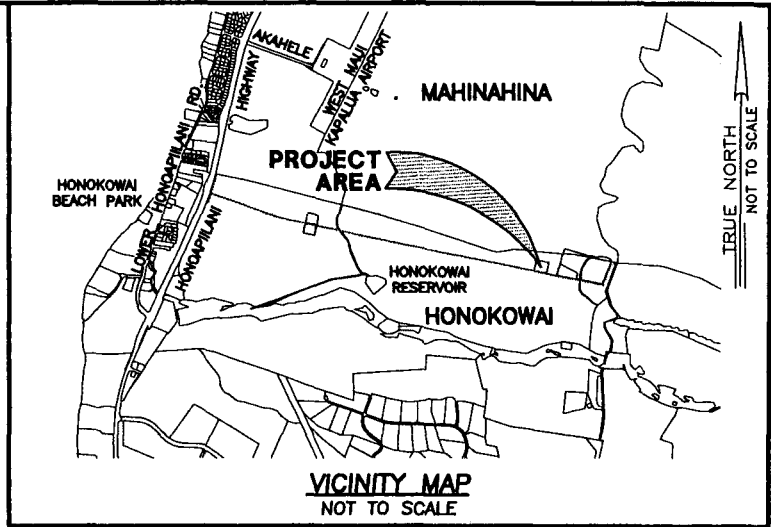 AKAHELE
HIGHWAY
WEST MAUI
KAPALUA AIRPORT
MAHINAHINA
PROJECT
AREA
TRUE NORTH
NOT TO SCALE
HONOKOWAI
BEACH PARK
LOWER HONOAPIILANI RD.
HONOAPIILANI
HONOKOWAI
RESERVOIR
HONOKOWAI
VICINITY MAP
NOT TO SCALE